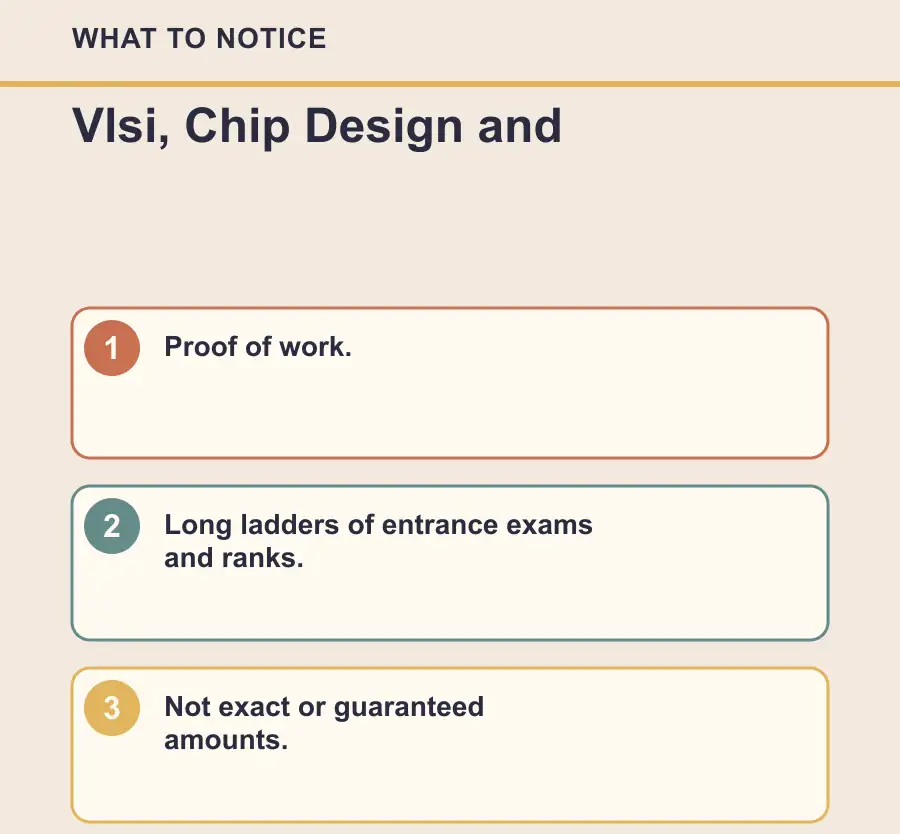 WHAT TO NOTICE
Vlsi, Chip Design and
1
Proof of work.
2
Long ladders of entrance exams
and ranks.
3
Not exact or guaranteed
amounts.